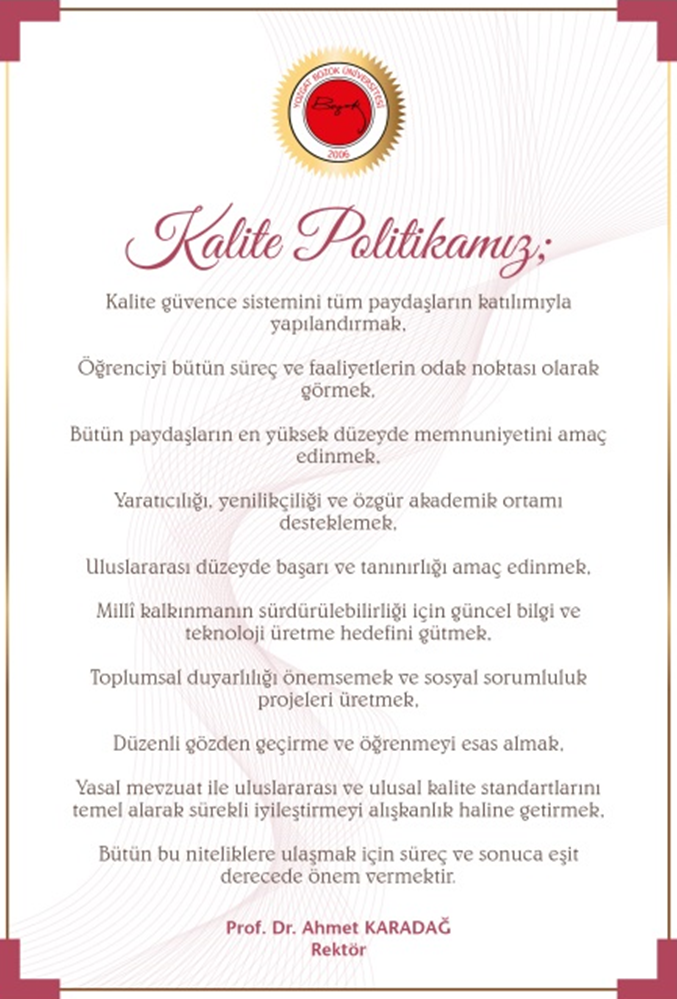 YOZGAT BOZOK ÜNİVERSİTESİ
Bozok
2006
Kalite Politikamız;
Kalite güvence sistemini tüm paydaşların katılımıyla
yapılandırmak,
Öğrenciyi bütün süreç ve faaliyetlerin odak noktası olarak
görmek,
Bütün paydaşların en yüksek düzeyde memnuniyetini amaç
edinmek,
Yaratıcılığı, yenilikçiliği ve özgür akademik ortamı
desteklemek,
Uluslararası düzeyde başarı ve tanınırlığı amaç edinmek,
Millî kalkınmanın sürdürülebilirliği için güncel bilgi ve
teknoloji üretme hedefini gütmek,
Toplumsal duyarlılığı önemsemek ve sosyal sorumluluk
projeleri üretmek,
Düzenli gözden geçirme ve öğrenmeyi esas almak,
Yasal mevzuat ile uluslararası ve ulusal kalite standartlarını
temel alarak sürekli iyileştirmeyi alışkanlık haline getirmek,
Bütün bu niteliklere ulaşmak için süreç ve sonuca eşit
derecede önem vermektir.
Prof. Dr. Ahmet KARADAĞ
Rektör